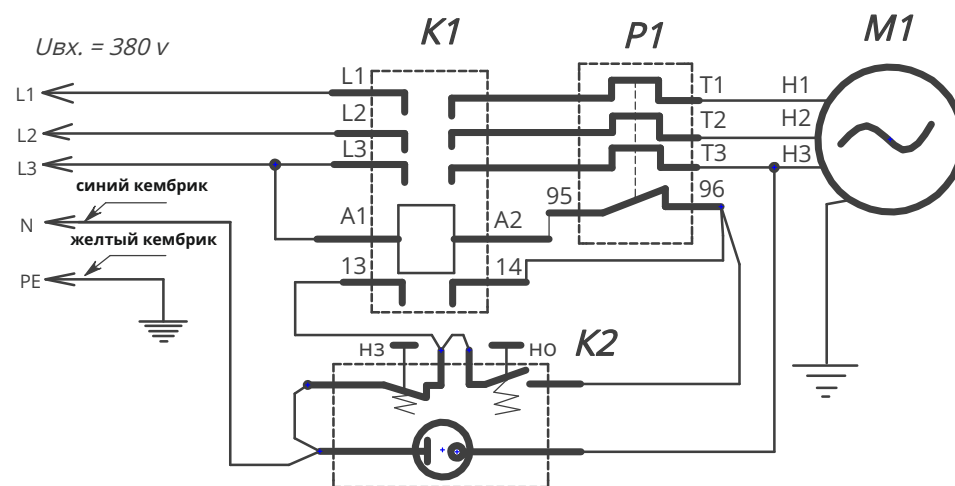 K1
P1
M1
Uвх. = 380 v
L1
L2
L3
N
PE
синий кембрик
желтый кембрик
L1
L2
L3
A1
A2
13
14
95
96
T1
T2
T3
H1
H2
H3
нз
но
K2